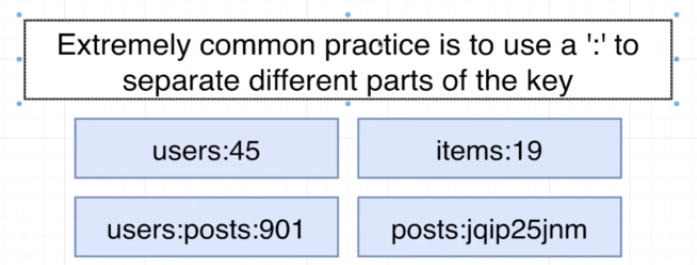 Extremely common practice is to use a ':' to
separate different parts of the key
users:45
items:19
users:posts:901
posts:jqip25jnm